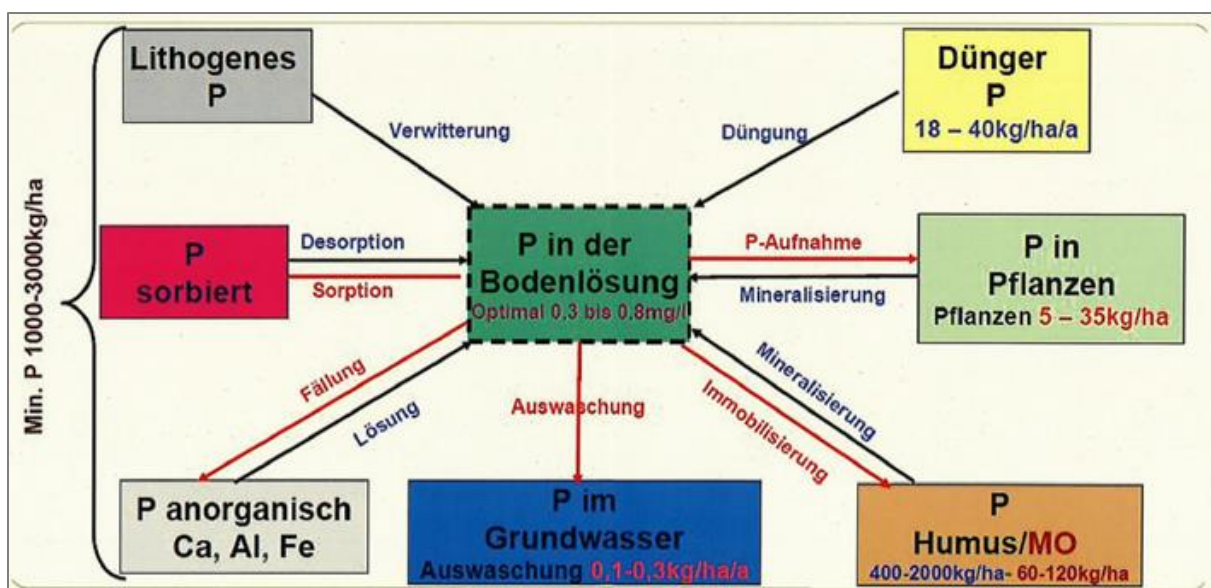 Min. P 1000-3000kg/ha
Lithogenes
P
Verwitterung
Düngung
Dünger
P
18 – 40kg/ha/a
P
sorbiert
Desorption
Sorption
P in der
Bodenlösung
Optimal 0,3 bis 0,8mg/l
P-Aufnahme
Mineralisierung
P in
Pflanzen
Pflanzen 5 – 35kg/ha
Fällung
Lösung
Auswaschung
Immobilisierung
Mineralisierung
P anorganisch
Ca, Al, Fe
P im
Grundwasser
Auswaschung 0,1-0,3kg/ha/a
P
Humus/MO
400-2000kg/ha- 60-120kg/ha